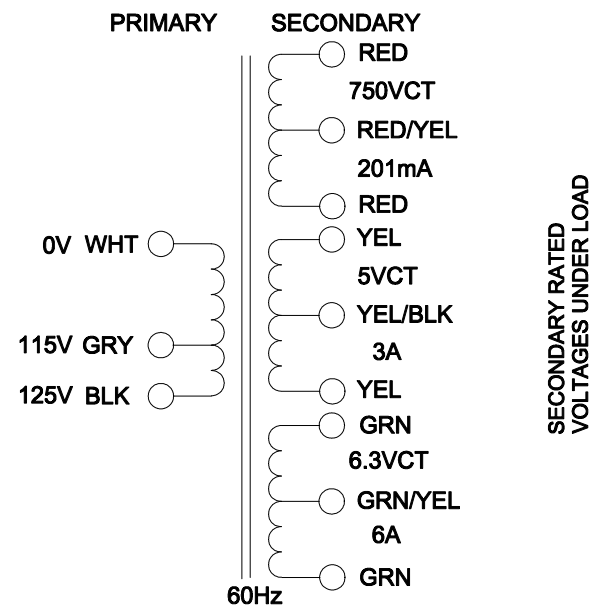 PRIMARY
SECONDARY
RED
750VCT
RED/YEL
201mA
RED
0V WHT
115V GRY
125V BLK
YEL
5VCT
YEL/BLK
3A
YEL
GRN
6.3VCT
GRN/YEL
6A
GRN
60Hz
SECONDARY RATED
VOLTAGES UNDER LOAD